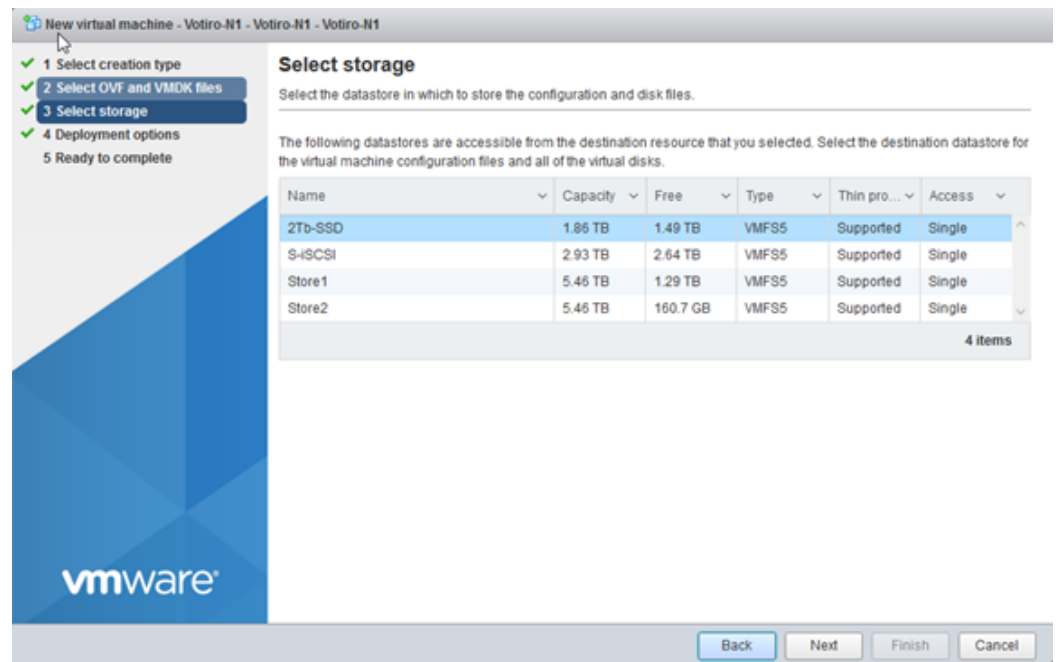 New virtual machine - Votiro-N1 - Votiro-N1 - Votiro-N1
1 Select creation type
2 Select OVF and VMDK files
3 Select storage
4 Deployment options
5 Ready to complete
Select storage
Select the datastore in which to store the configuration and disk files.
The following datastores are accessible from the destination resource that you selected. Select the destination datastore for
the virtual machine configuration files and all of the virtual disks.
Name Capacity Free Type Thin pro... Access
2Tb-SSD 1.86 TB 1.49 TB VMFS5 Supported Single
S-iSCSI 2.93 TB 2.64 TB VMFS5 Supported Single
Store1 5.46 TB 1.29 TB VMFS5 Supported Single
Store2 5.46 TB 160.7 GB VMFS5 Supported Single
4 items
vmware
Back Next Finish Cancel